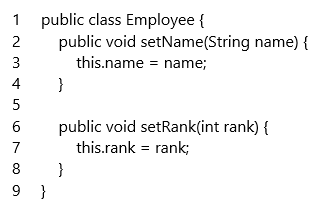 1 public class Employee {
2     public void setName(String name) {
3         this.name = name;
4     }
5
6     public void setRank(int rank) {
7         this.rank = rank;
8     }
9 }